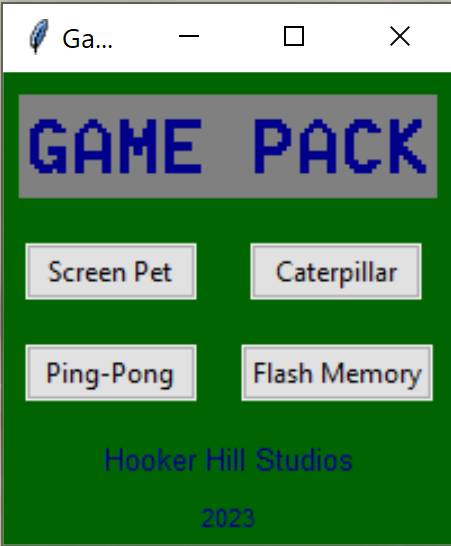 Ga...
GAME PACK
Screen Pet Caterpillar
Ping-Pong Flash Memory
Hooker Hill Studios
2023